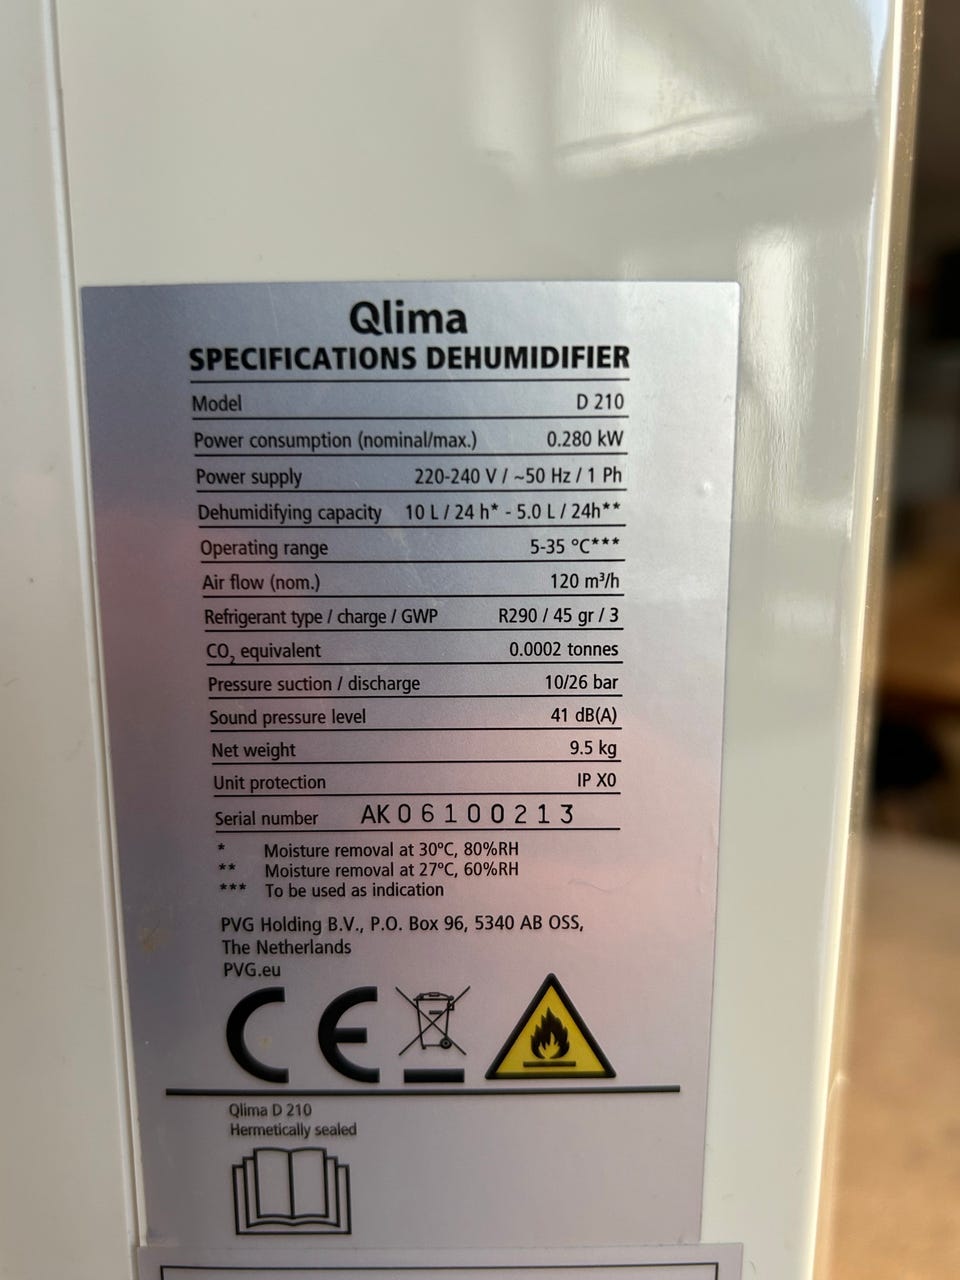 Qlima
SPECIFICATIONS DEHUMIDIFIER
Model D 210
Power consumption (nominal/max.) 0.280 kW
Power supply 220-240 V / ~50 Hz / 1 Ph
Dehumidifying capacity 10 L / 24 h* - 5.0 L / 24h**
Operating range 5-35 °C***
Air flow (nom.) 120 m³/h
Refrigerant type / charge / GWP R290 / 45 gr / 3
CO₂ equivalent 0.0002 tonnes
Pressure suction / discharge 10/26 bar
Sound pressure level 41 dB(A)
Net weight 9.5 kg
Unit protection IP X0
Serial number AK06100213
* Moisture removal at 30ºC, 80%RH
** Moisture removal at 27ºC, 60%RH
*** To be used as indication
PVG Holding B.V., P.O. Box 96, 5340 AB OSS,
The Netherlands
PVG.eu
CE
Qlima D 210
Hermetically sealed